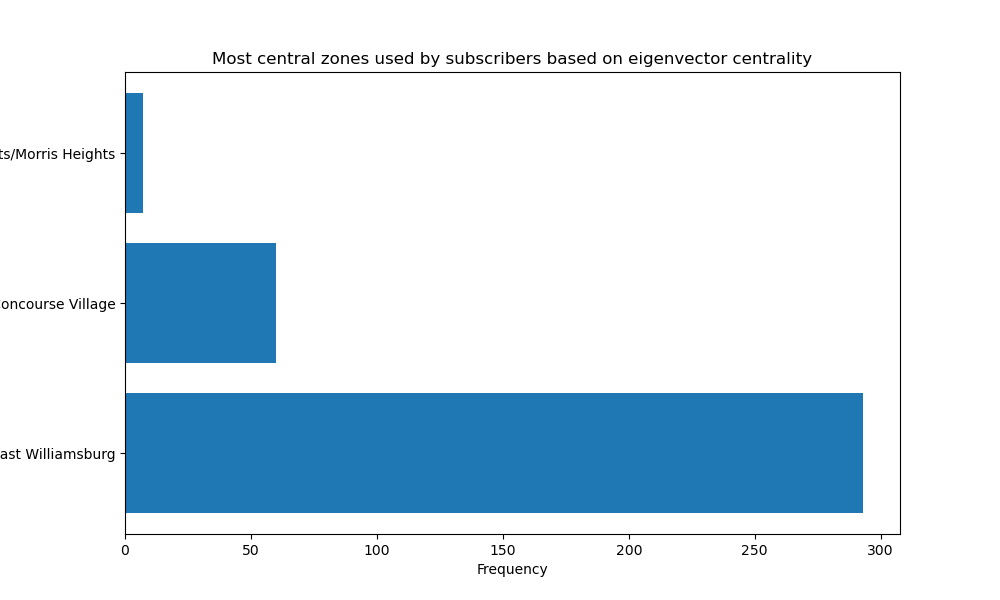 Most central zones used by subscribers based on eigenvector centrality
ts/Morris Heights
Concourse Village
ast Williamsburg
0 50 100 150 200 250 300
Frequency